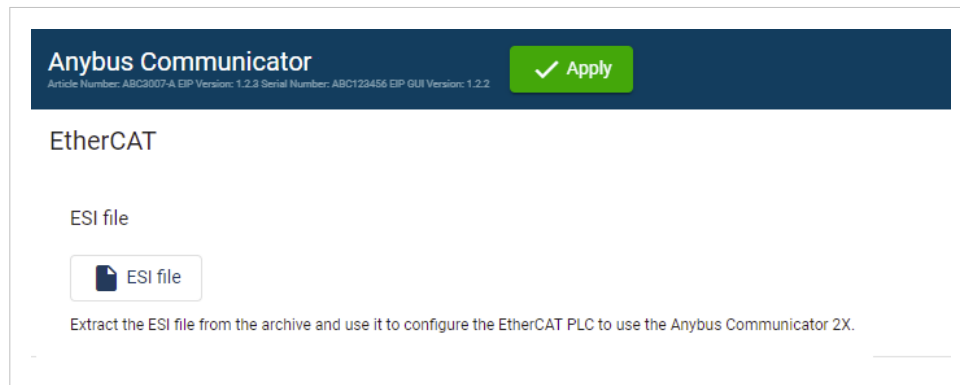 Anybus Communicator
Article Number: ABC3007-A EIP Version: 1.2.3 Serial Number: ABC123456 EIP GUI Version: 1.2.2
Apply
EtherCAT
ESI file
ESI file
Extract the ESI file from the archive and use it to configure the EtherCAT PLC to use the Anybus Communicator 2X.